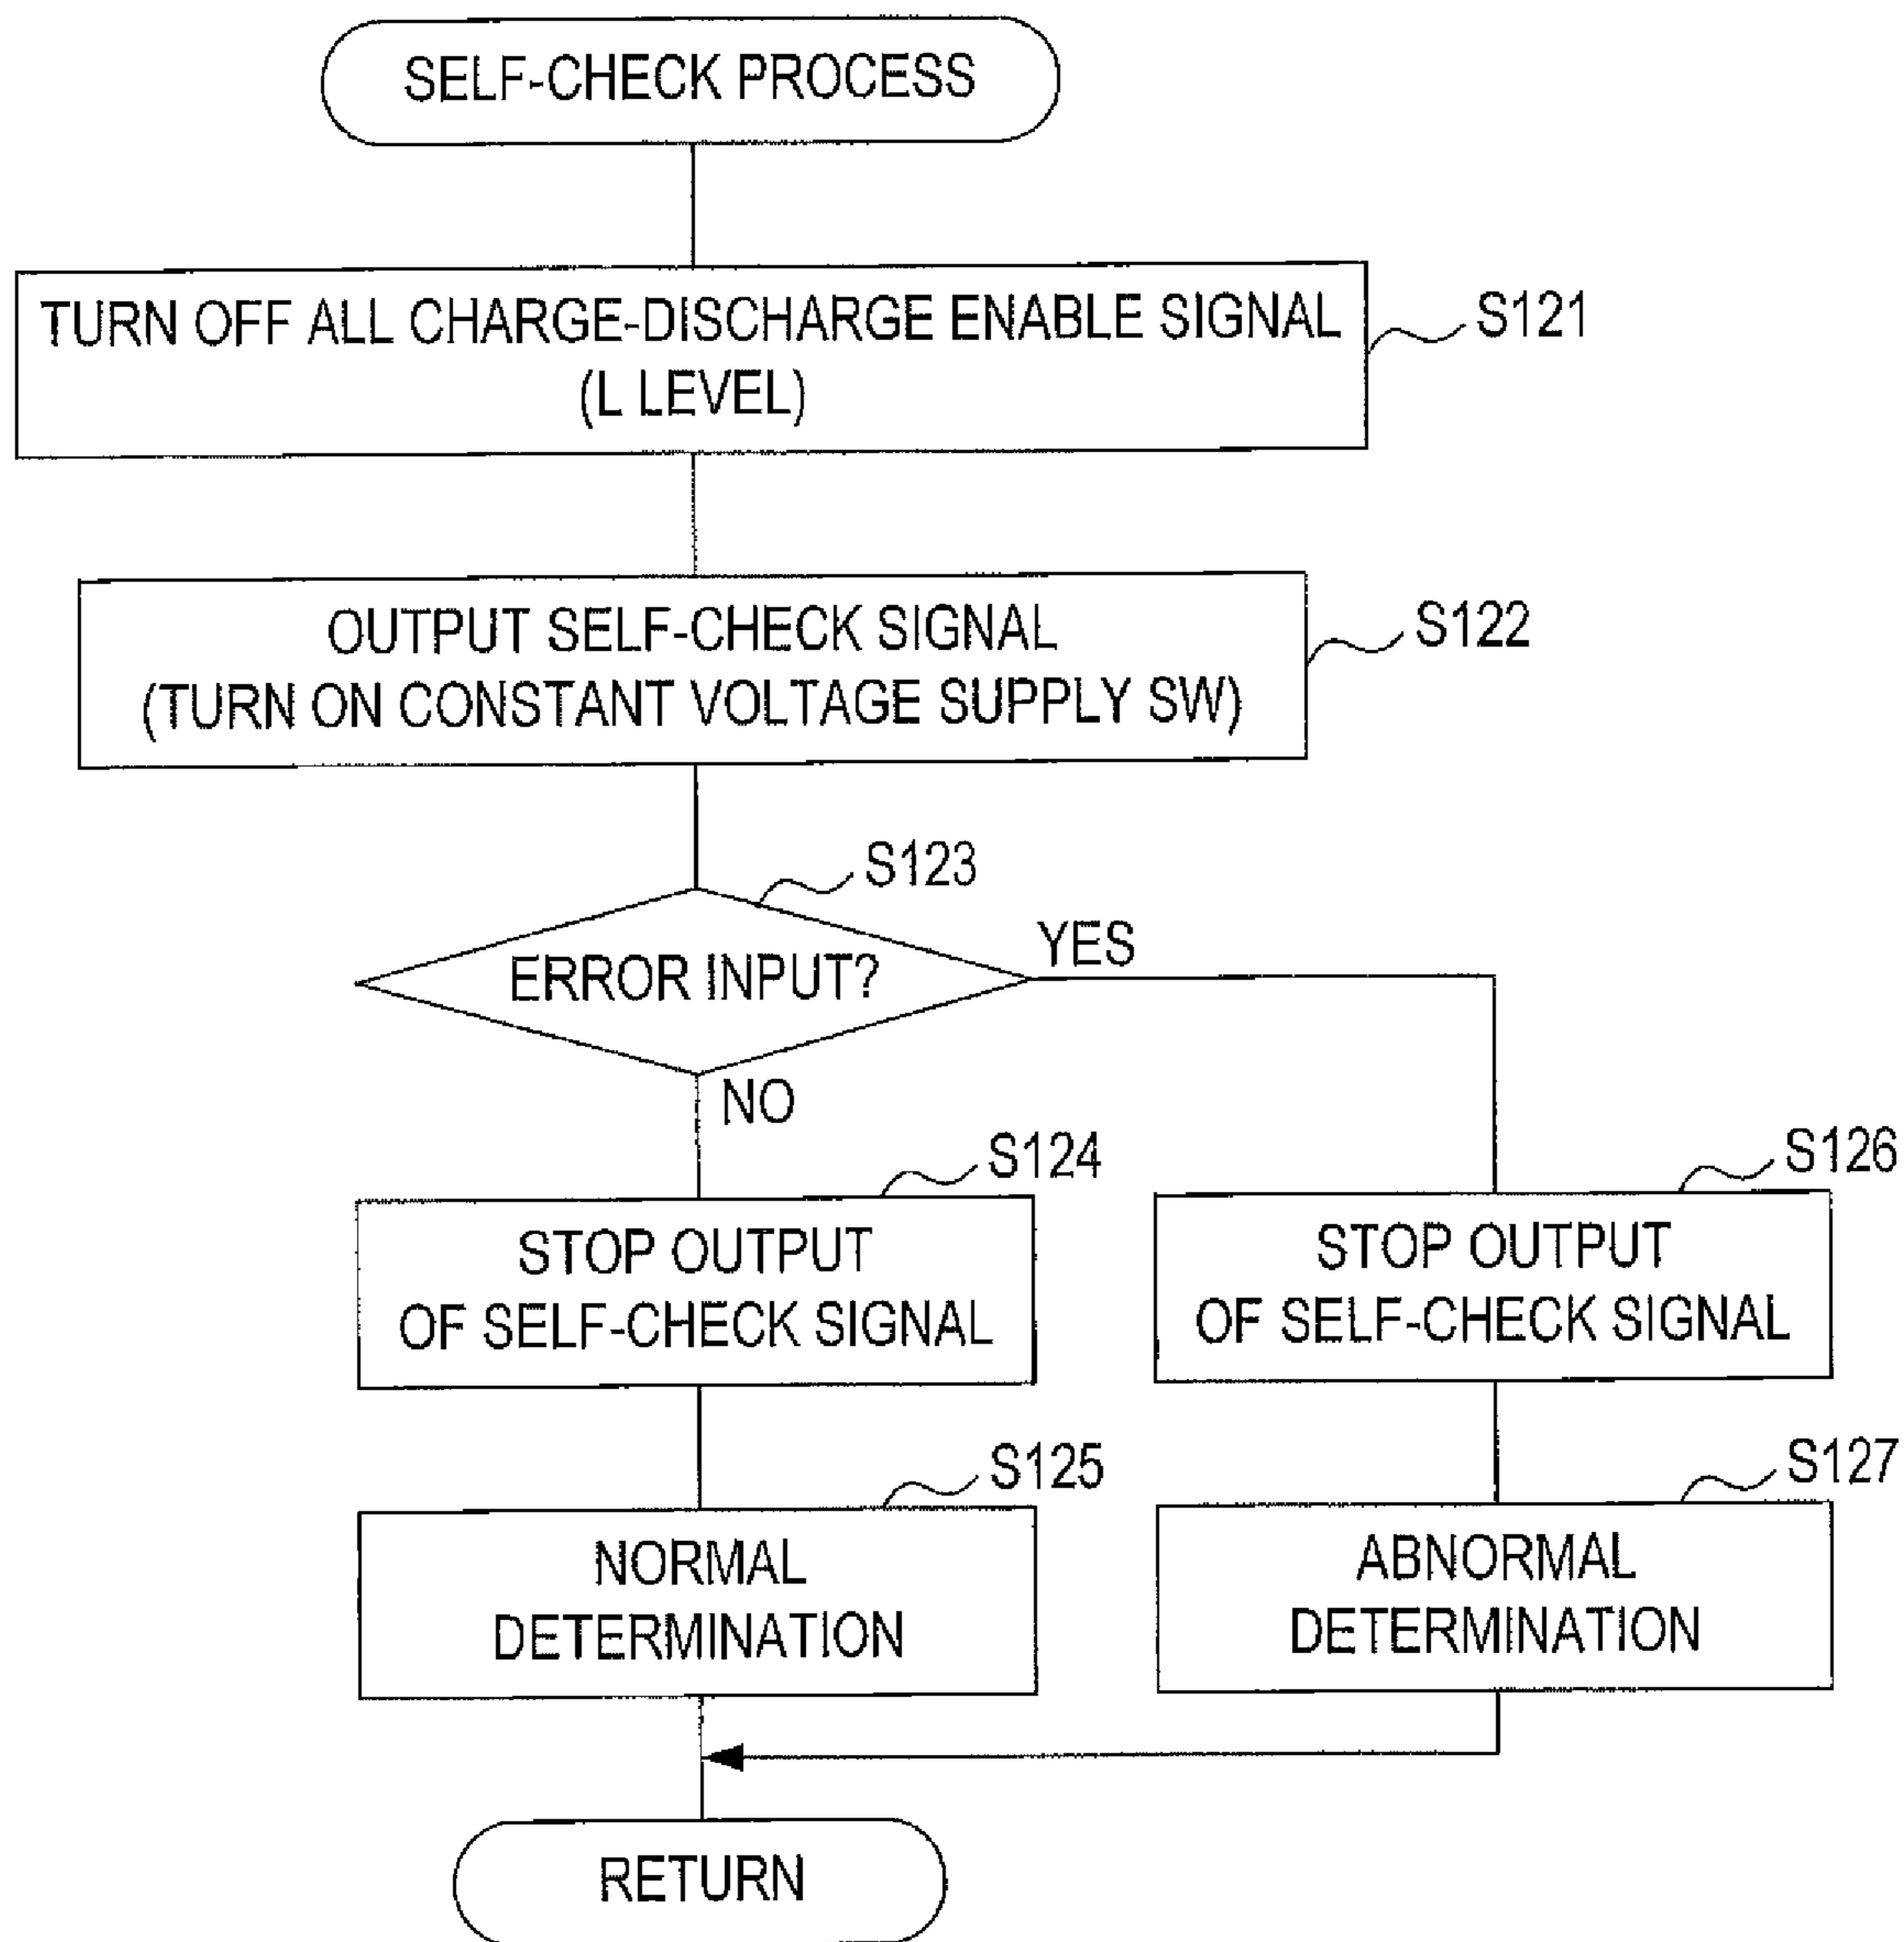 SELF-CHECK PROCESS
TURN OFF ALL CHARGE-DISCHARGE ENABLE SIGNAL
(L LEVEL)
S121
OUTPUT SELF-CHECK SIGNAL
(TURN ON CONSTANT VOLTAGE SUPPLY SW)
S122
S123
ERROR INPUT?
YES
NO
S124
STOP OUTPUT
OF SELF-CHECK SIGNAL
S126
STOP OUTPUT
OF SELF-CHECK SIGNAL
S125
NORMAL
DETERMINATION
S127
ABNORMAL
DETERMINATION
RETURN